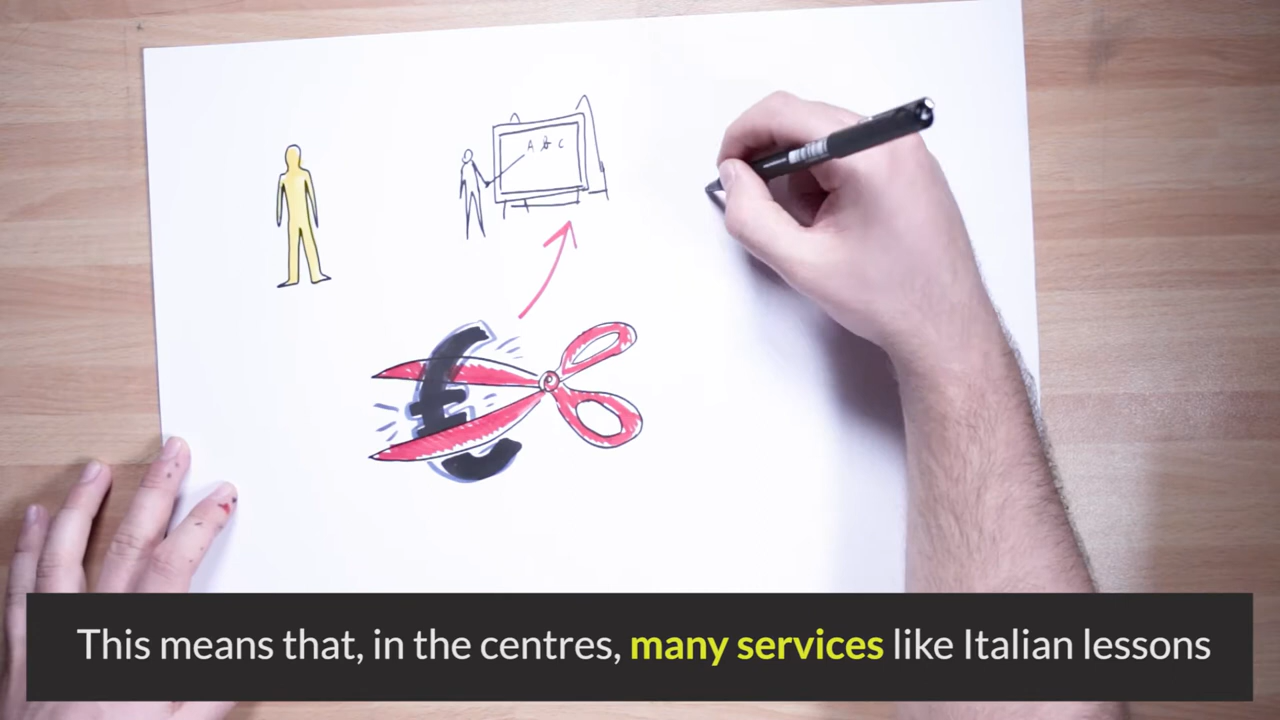 A b C
This means that, in the centres, many services like Italian lessons